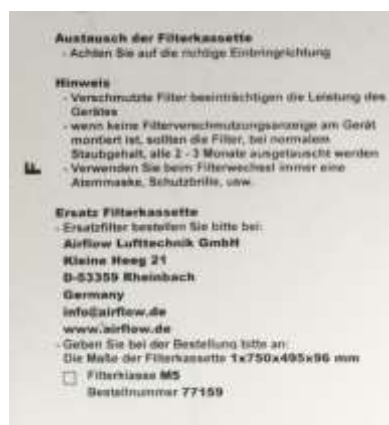 Austausch der Filterkassette
- Achten Sie auf die richtige Einbringrichtung
Hinweis
- Verschmutzte Filter beeinträchtigen die Leistung des
Gerätes
- wenn keine Filterverschmutzungsanzeige am Gerät
montiert ist, sollten die Filter, bei normalem
Staubgehalt, alle 2 - 3 Monate ausgetauscht werden
- Verwenden Sie beim Filterwechsel immer eine
Atemmaske, Schutzbrille, usw.
Ersatz Filterkassette
- Ersatzfilter bestellen Sie bitte bei:
Airflow Lufttechnik GmbH
Kleine Heeg 21
D-53359 Rheinbach
Germany
info@airflow.de
www.airflow.de
- Geben Sie bei der Bestellung bitte an:
Die Maße der Filterkassette 1x750x495x96 mm
Filterklasse M5
Bestellnummer 77159